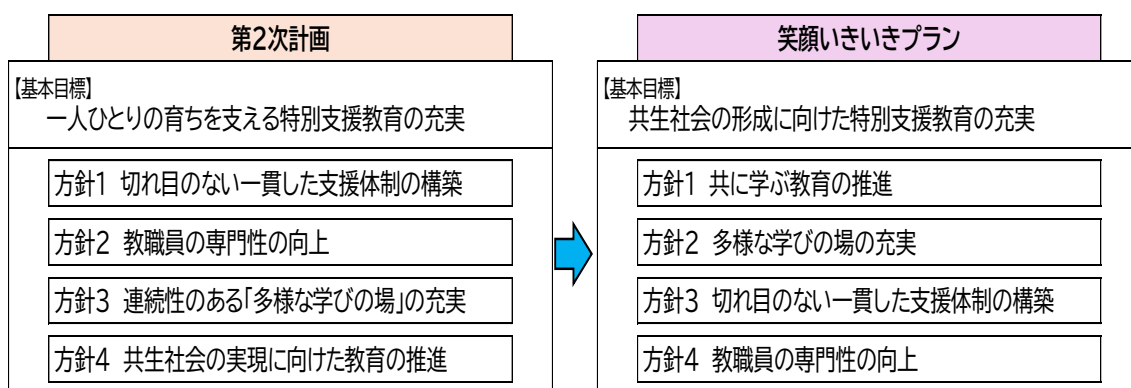 第2次計画
【基本目標】
一人ひとりの育ちを支える特別支援教育の充実
方針1 切れ目のない一貫した支援体制の構築
方針2 教職員の専門性の向上
方針3 連続性のある「多様な学びの場」の充実
方針4 共生社会の実現に向けた教育の推進
笑顔いきいきプラン
【基本目標】
共生社会の形成に向けた特別支援教育の充実
方針1 共に学ぶ教育の推進
方針2 多様な学びの場の充実
方針3 切れ目のない一貫した支援体制の構築
方針4 教職員の専門性の向上